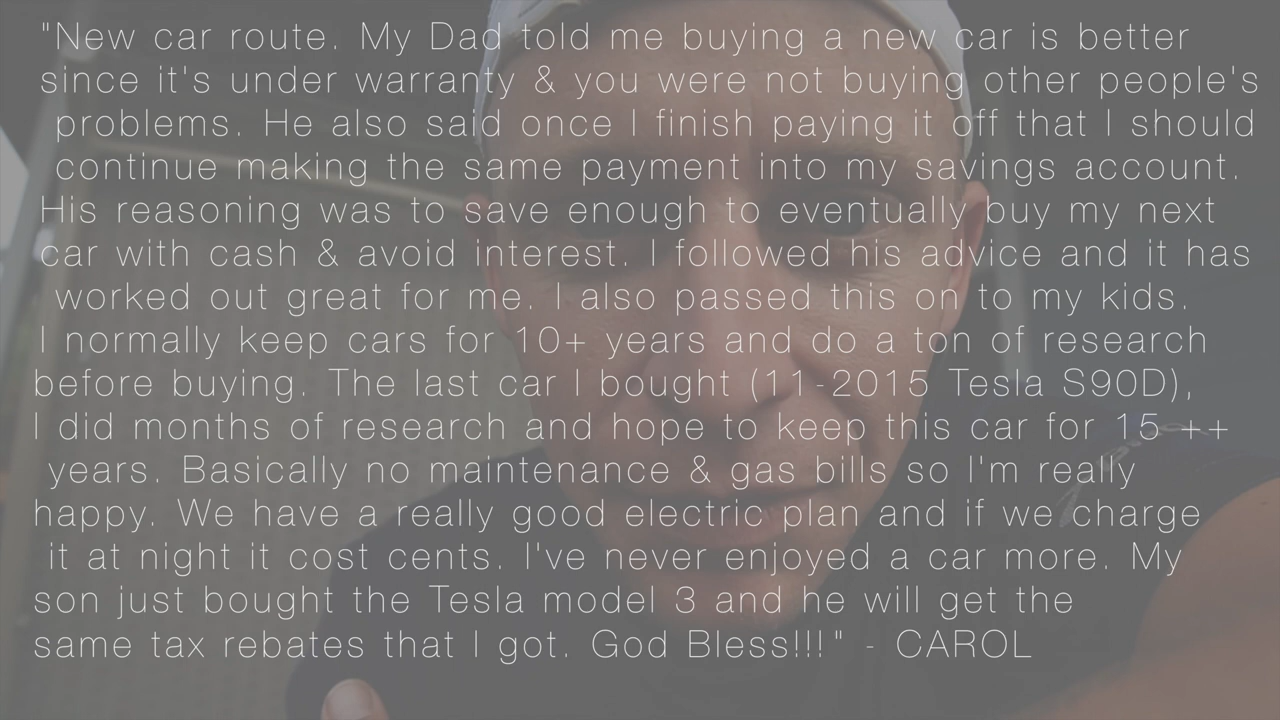 "New car route. My Dad told me buying a new car is better
since it's under warranty & you were not buying other people's
problems. He also said once I finish paying it off that I should
continue making the same payment into my savings account.
His reasoning was to save enough to eventually buy my next
car with cash & avoid interest. I followed his advice and it has
worked out great for me. I also passed this on to my kids.
I normally keep cars for 10+ years and do a ton of research
before buying. The last car I bought (11-2015 Tesla S90D),
I did months of research and hope to keep this car for 15 ++
years. Basically no maintenance & gas bills so I'm really
happy. We have a really good electric plan and if we charge
it at night it cost cents. I've never enjoyed a car more. My
son just bought the Tesla model 3 and he will get the
same tax rebates that I got. God Bless!!!" - CAROL